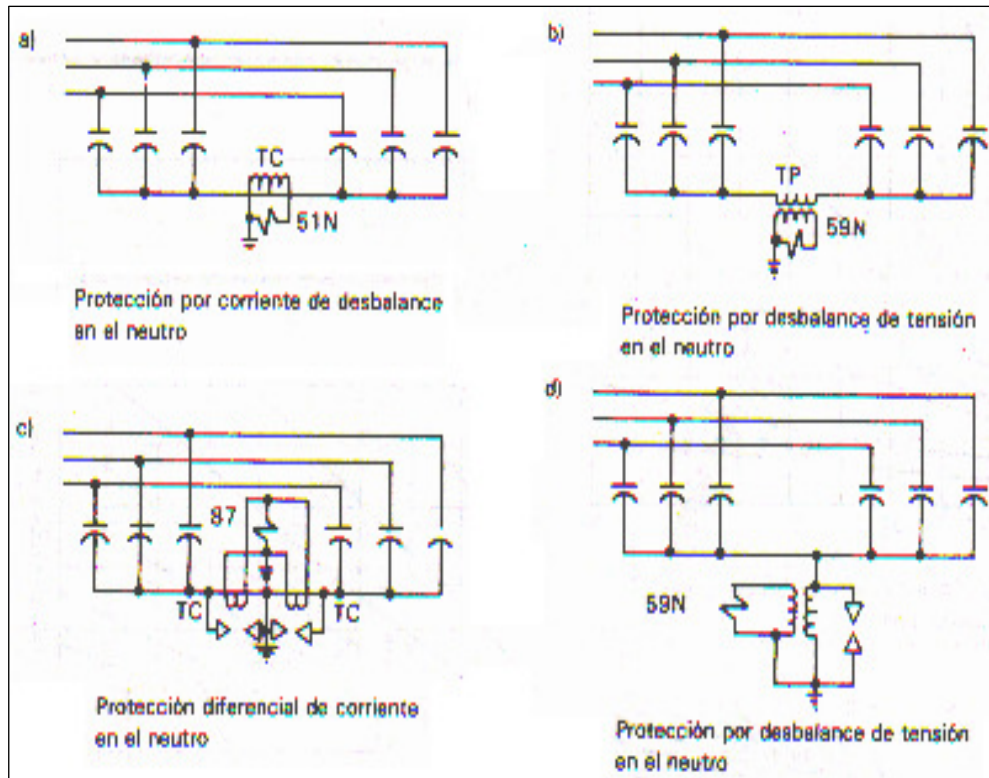 a)
TC
51N
Protección por corriente de desbalance
en el neutro
b)
TP
59N
Protección por desbalance de tensión
en el neutro
c)
87
TC
TC
Protección diferencial de corriente
en el neutro
d)
59N
Protección por desbalance de tensión
en el neutro